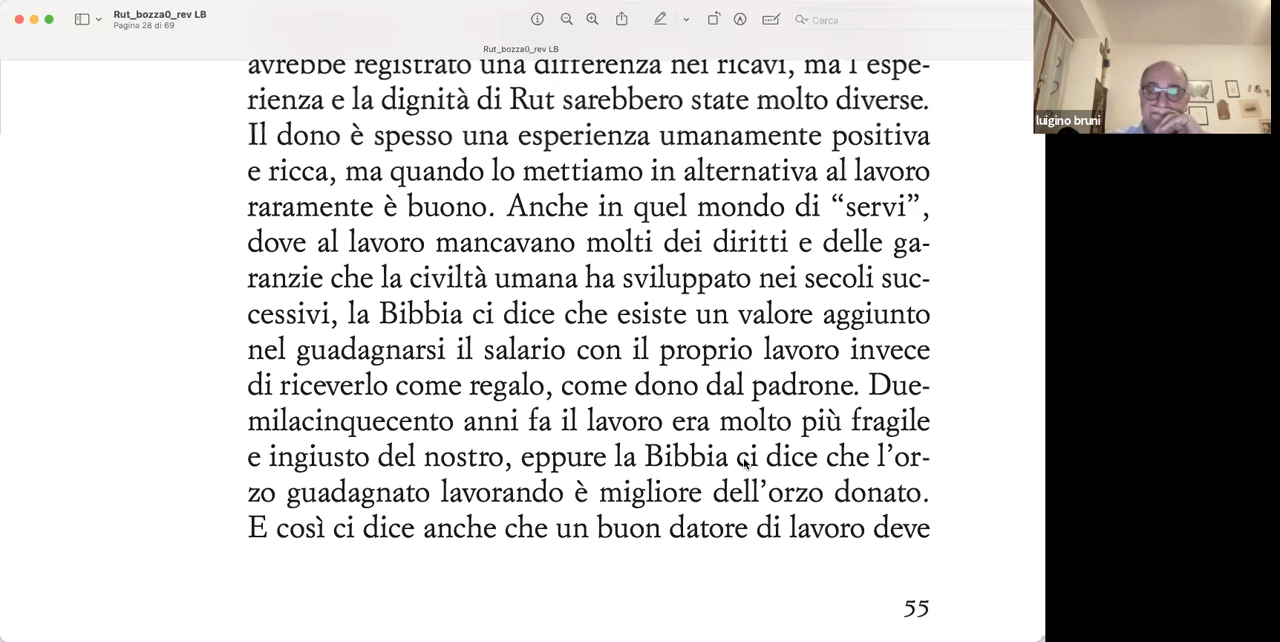 Rut_bozza0_rev LB
Pagina 28 di 69
Cerca
Rut_bozza0_rev LB
avrebbe registrato una differenza nei ricavi, ma l'espe-
rienza e la dignità di Rut sarebbero state molto diverse.
Il dono è spesso una esperienza umanamente positiva
e ricca, ma quando lo mettiamo in alternativa al lavoro
raramente è buono. Anche in quel mondo di “servi”,
dove al lavoro mancavano molti dei diritti e delle ga-
ranzie che la civiltà umana ha sviluppato nei secoli suc-
cessivi, la Bibbia ci dice che esiste un valore aggiunto
nel guadagnarsi il salario con il proprio lavoro invece
di riceverlo come regalo, come dono dal padrone. Due-
milacinquecento anni fa il lavoro era molto più fragile
e ingiusto del nostro, eppure la Bibbia ci dice che l’or-
zo guadagnato lavorando è migliore dell’orzo donato.
E così ci dice anche che un buon datore di lavoro deve
55
luigino bruni